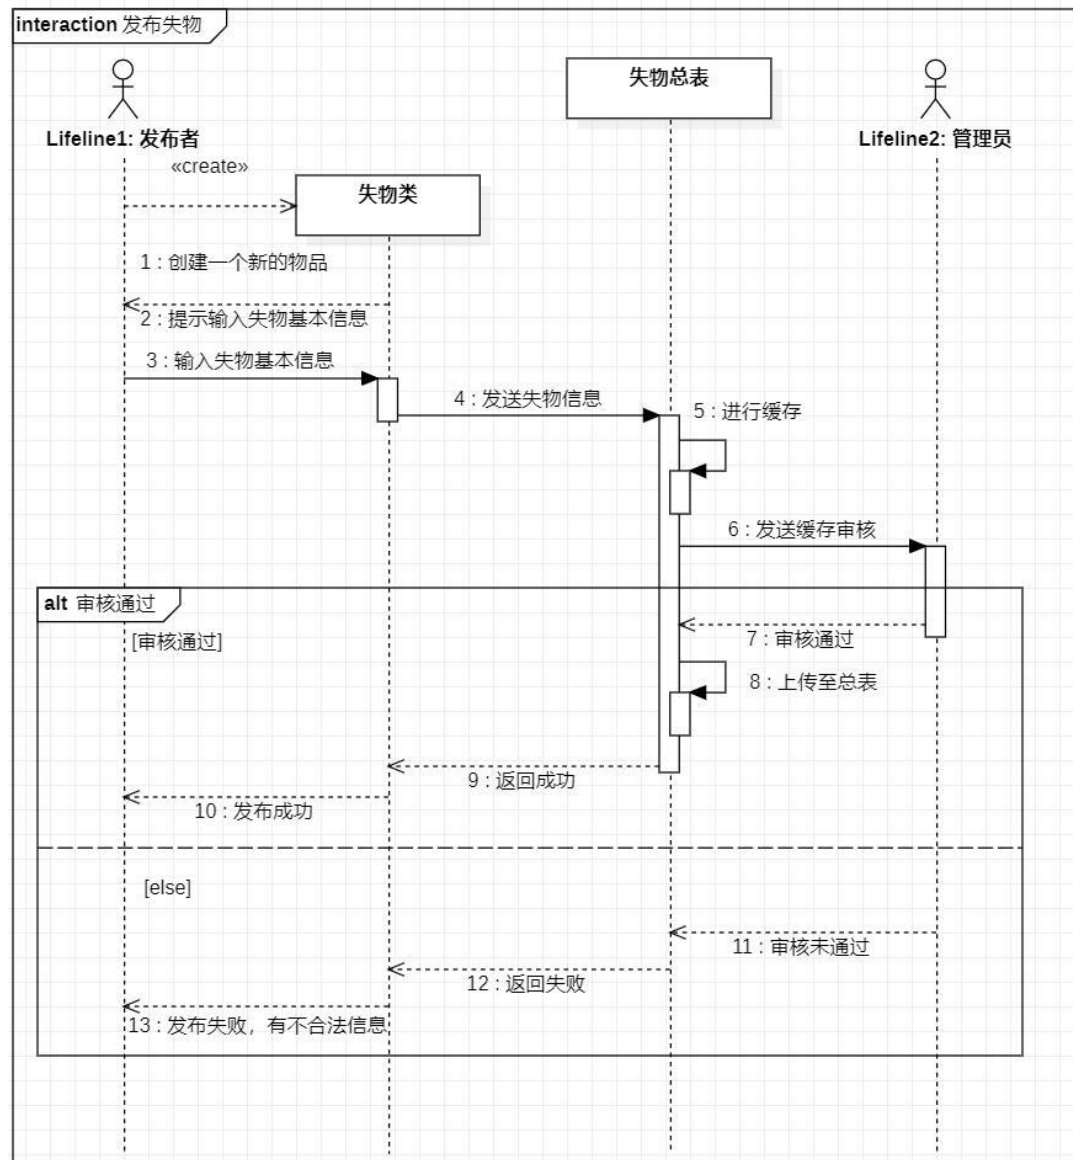 interaction 发布失物
失物总表
Lifeline1: 发布者
Lifeline2: 管理员
«create»
失物类
1 : 创建一个新的物品
2 : 提示输入失物基本信息
3 : 输入失物基本信息
4 : 发送失物信息
5 : 进行缓存
6 : 发送缓存审核
alt 审核通过
[审核通过]
7 : 审核通过
8 : 上传至总表
9 : 返回成功
10 : 发布成功
[else]
11 : 审核未通过
12 : 返回失败
13 : 发布失败，有不合法信息